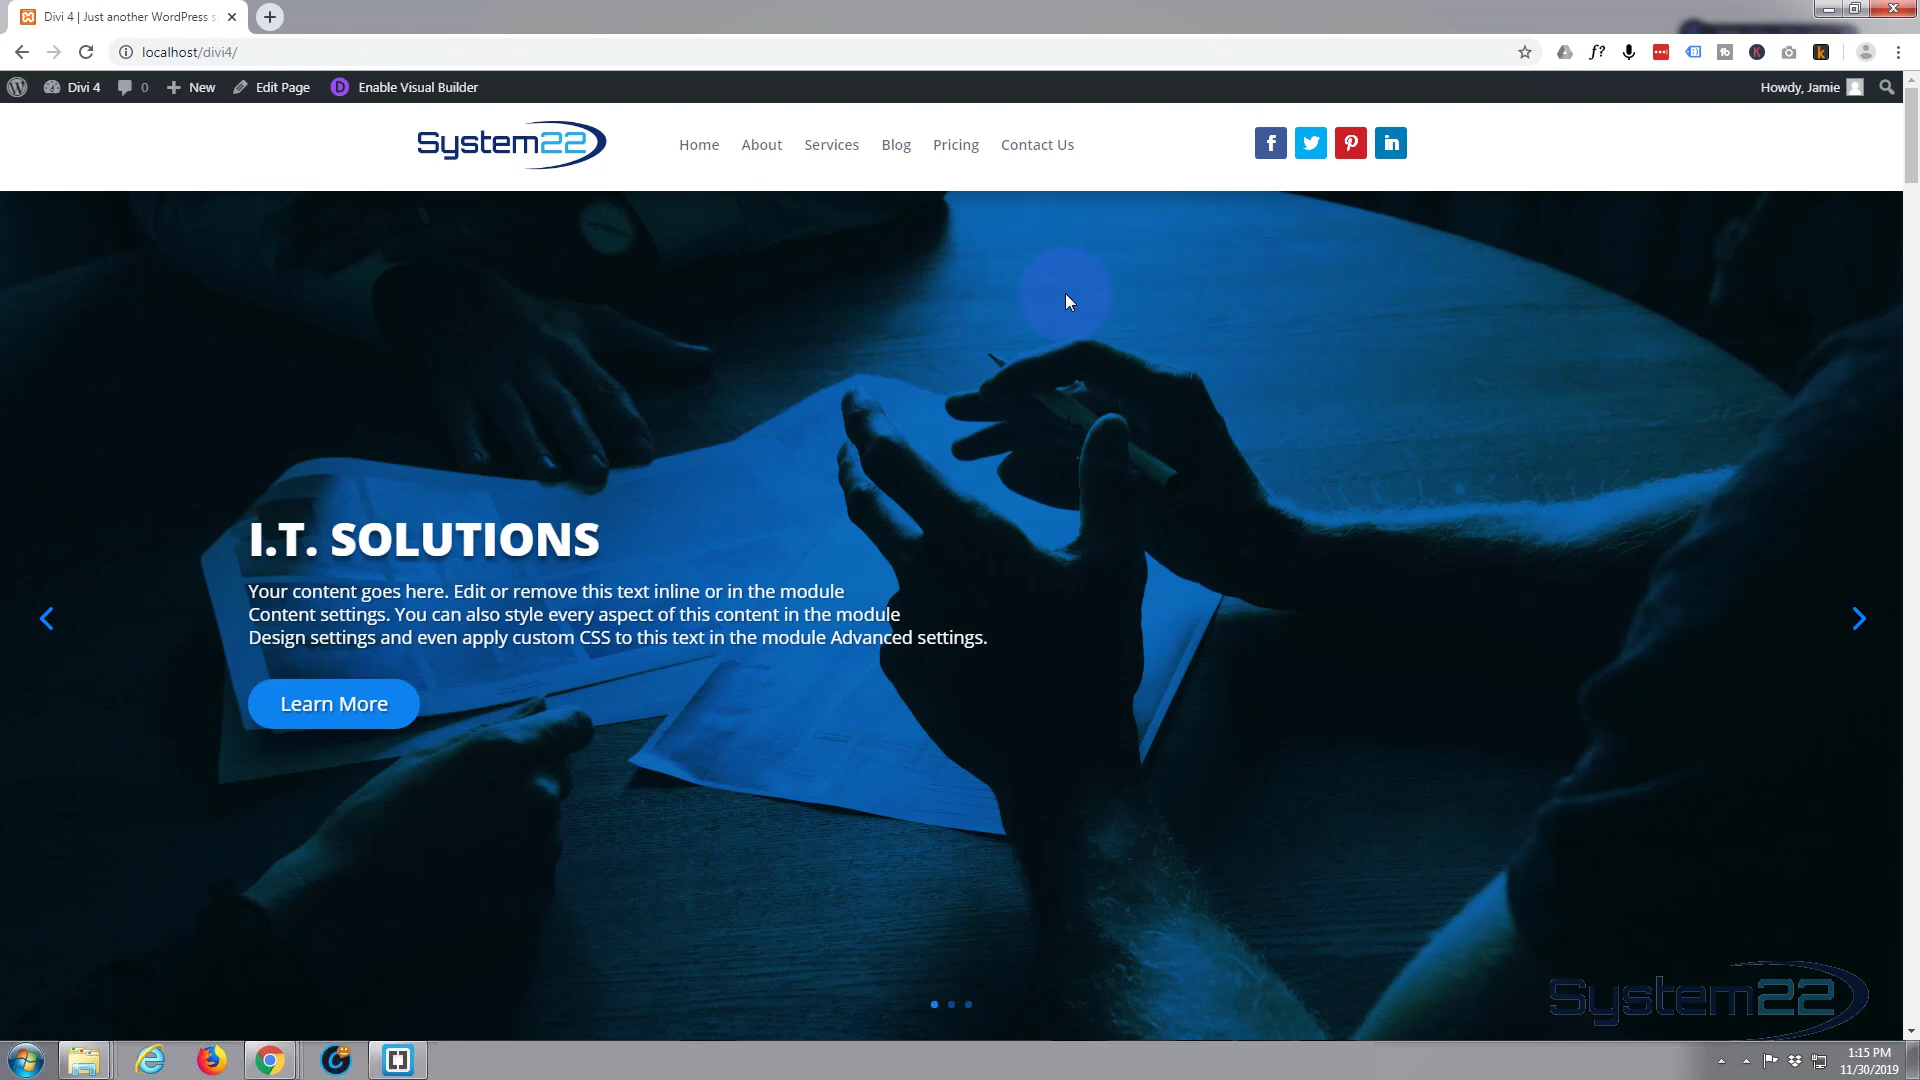 Divi 4 | Just another WordPress s
localhost/divi4/
f?
Divi 4
0
New
Edit Page
D
Enable Visual Builder
Howdy, Jamie
System22
Home
About
Services
Blog
Pricing
Contact Us
I.T. SOLUTIONS
Your content goes here. Edit or remove this text inline or in the module
Content settings. You can also style every aspect of this content in the module
Design settings and even apply custom CSS to this text in the module Advanced settings.
Learn More
System22
1:15 PM
11/30/2019